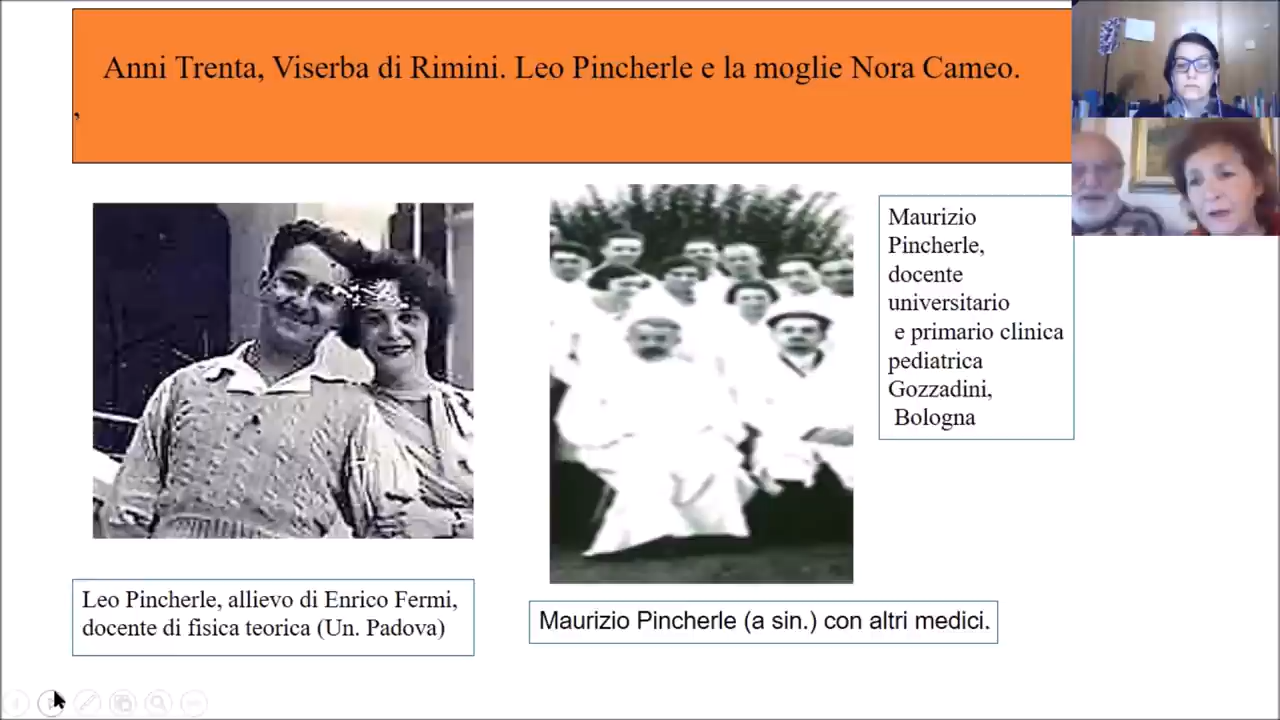 Anni Trenta, Viserba di Rimini. Leo Pincherle e la moglie Nora Cameo.
,
Maurizio
Pincherle,
docente
universitario
e primario clinica
pediatrica
Gozzadini,
Bologna
Leo Pincherle, allievo di Enrico Fermi,
docente di fisica teorica (Un. Padova)
Maurizio Pincherle (a sin.) con altri medici.